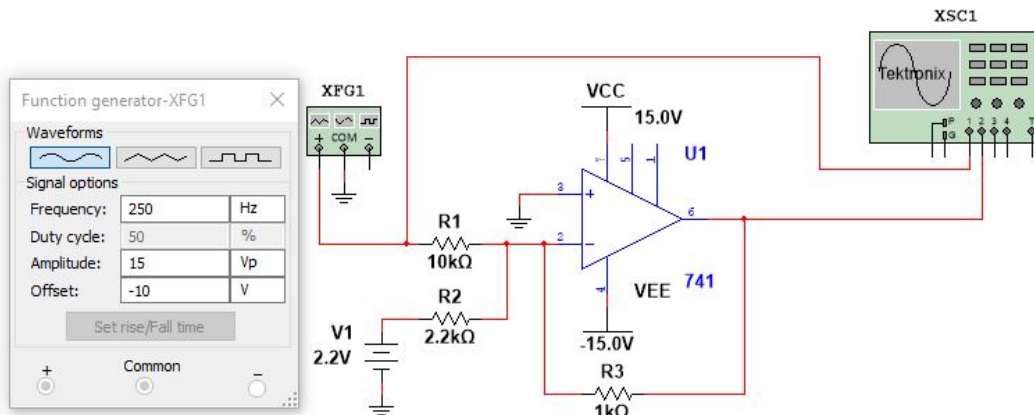 Function generator-XFG1
Waveforms
Signal options
Frequency: 250 Hz
Duty cycle: 50 %
Amplitude: 15 Vp
Offset: -10 V
Set rise/Fall time
+ Common −
XFG1
+ COM −
XSC1
Tektronix
P
G
1 2 3 4 T
VCC
15.0V
7 5 1
U1
3
+
6
2
−
4
741
VEE
-15.0V
R1
10kΩ
R2
2.2kΩ
V1
2.2V
R3
1kΩ